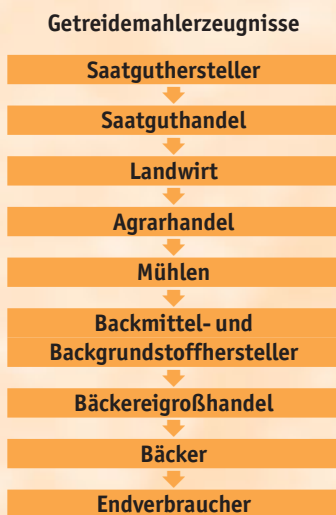 Getreidemahlerzeugnisse
Saatguthersteller
Saatguthandel
Landwirt
Agrarhandel
Mühlen
Backmittel- und
Backgrundstoffhersteller
Bäckereigroßhandel
Bäcker
Endverbraucher